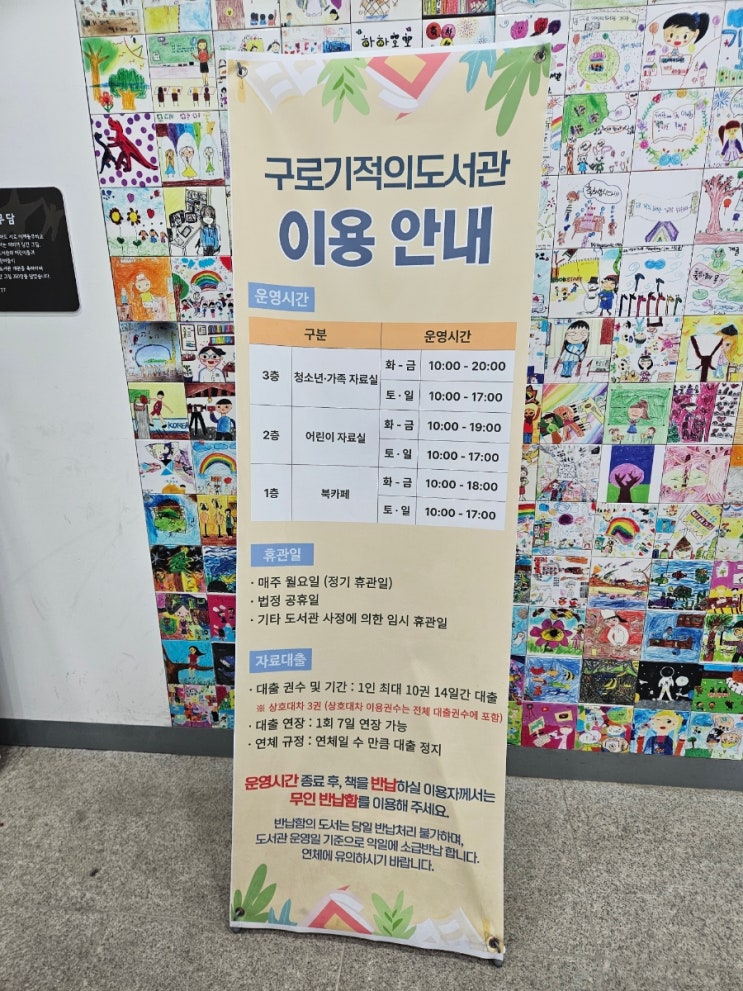 구로기적의도서관
이용 안내
운영시간
구분 운영시간
3층 청소년·가족 자료실 화 - 금 10:00 - 20:00
토 · 일 10:00 - 17:00
2층 어린이 자료실 화 - 금 10:00 - 19:00
토 · 일 10:00 - 17:00
1층 북카페 화 - 금 10:00 - 18:00
토 · 일 10:00 - 17:00
휴관일
· 매주 월요일 (정기 휴관일)
· 법정 공휴일
· 기타 도서관 사정에 의한 임시 휴관일
자료대출
· 대출 권수 및 기간 : 1인 최대 10권 14일간 대출
※ 상호대차 3권 (상호대차 이용권수는 전체 대출권수에 포함)
· 대출 연장 : 1회 7일 연장 가능
· 연체 규정 : 연체일 수 만큼 대출 정지
운영시간 종료 후, 책을 반납하실 이용자께서는
무인 반납함를 이용해 주세요.
반납함의 도서는 당일 반납처리 불가하며,
도서관 운영일 기준으로 익일에 소급반납 합니다.
연체에 유의하시기 바랍니다.
하하호호
KOREA